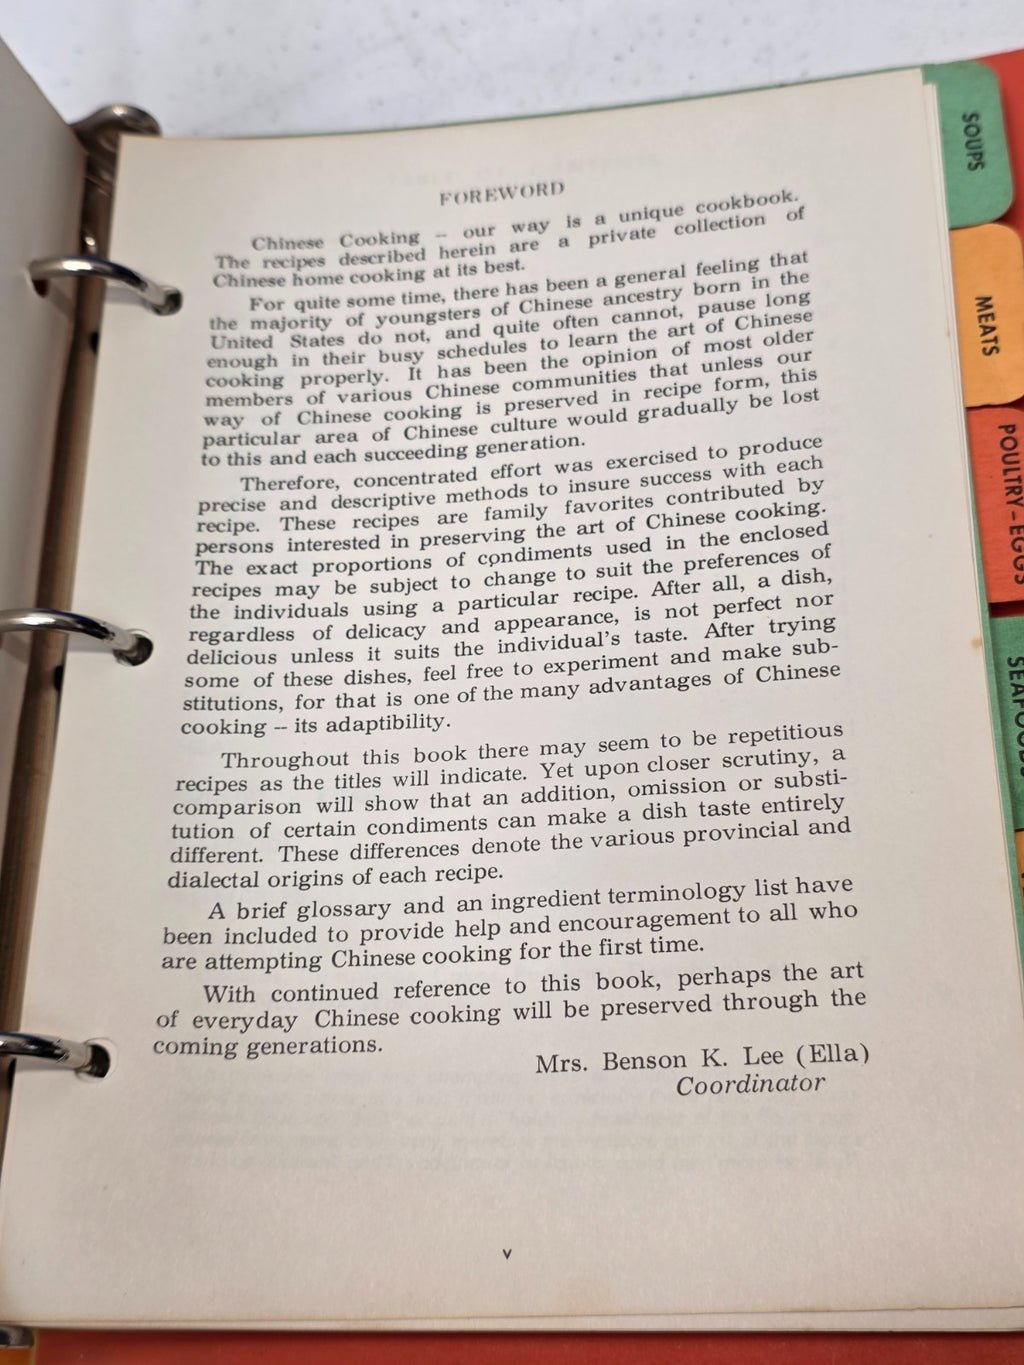 FOREWORD
Chinese Cooking -- our way is a unique cookbook.
The recipes described herein are a private collection of
Chinese home cooking at its best.
For quite some time, there has been a general feeling that
the majority of youngsters of Chinese ancestry born in the
United States do not, and quite often cannot, pause long
enough in their busy schedules to learn the art of Chinese
cooking properly. It has been the opinion of most older
members of various Chinese communities that unless our
way of Chinese cooking is preserved in recipe form, this
particular area of Chinese culture would gradually be lost
to this and each succeeding generation.
Therefore, concentrated effort was exercised to produce
precise and descriptive methods to insure success with each
recipe. These recipes are family favorites contributed by
persons interested in preserving the art of Chinese cooking.
The exact proportions of condiments used in the enclosed
recipes may be subject to change to suit the preferences of
the individuals using a particular recipe. After all, a dish,
regardless of delicacy and appearance, is not perfect nor
delicious unless it suits the individual's taste. After trying
some of these dishes, feel free to experiment and make sub-
stitutions, for that is one of the many advantages of Chinese
cooking -- its adaptibility.
Throughout this book there may seem to be repetitious
recipes as the titles will indicate. Yet upon closer scrutiny, a
comparison will show that an addition, omission or substi-
tution of certain condiments can make a dish taste entirely
different. These differences denote the various provincial and
dialectal origins of each recipe.
A brief glossary and an ingredient terminology list have
been included to provide help and encouragement to all who
are attempting Chinese cooking for the first time.
With continued reference to this book, perhaps the art
of everyday Chinese cooking will be preserved through the
coming generations.
Mrs. Benson K. Lee (Ella)
Coordinator
v
SOUPS
MEATS
POULTRY - EGGS
SEAFOODS